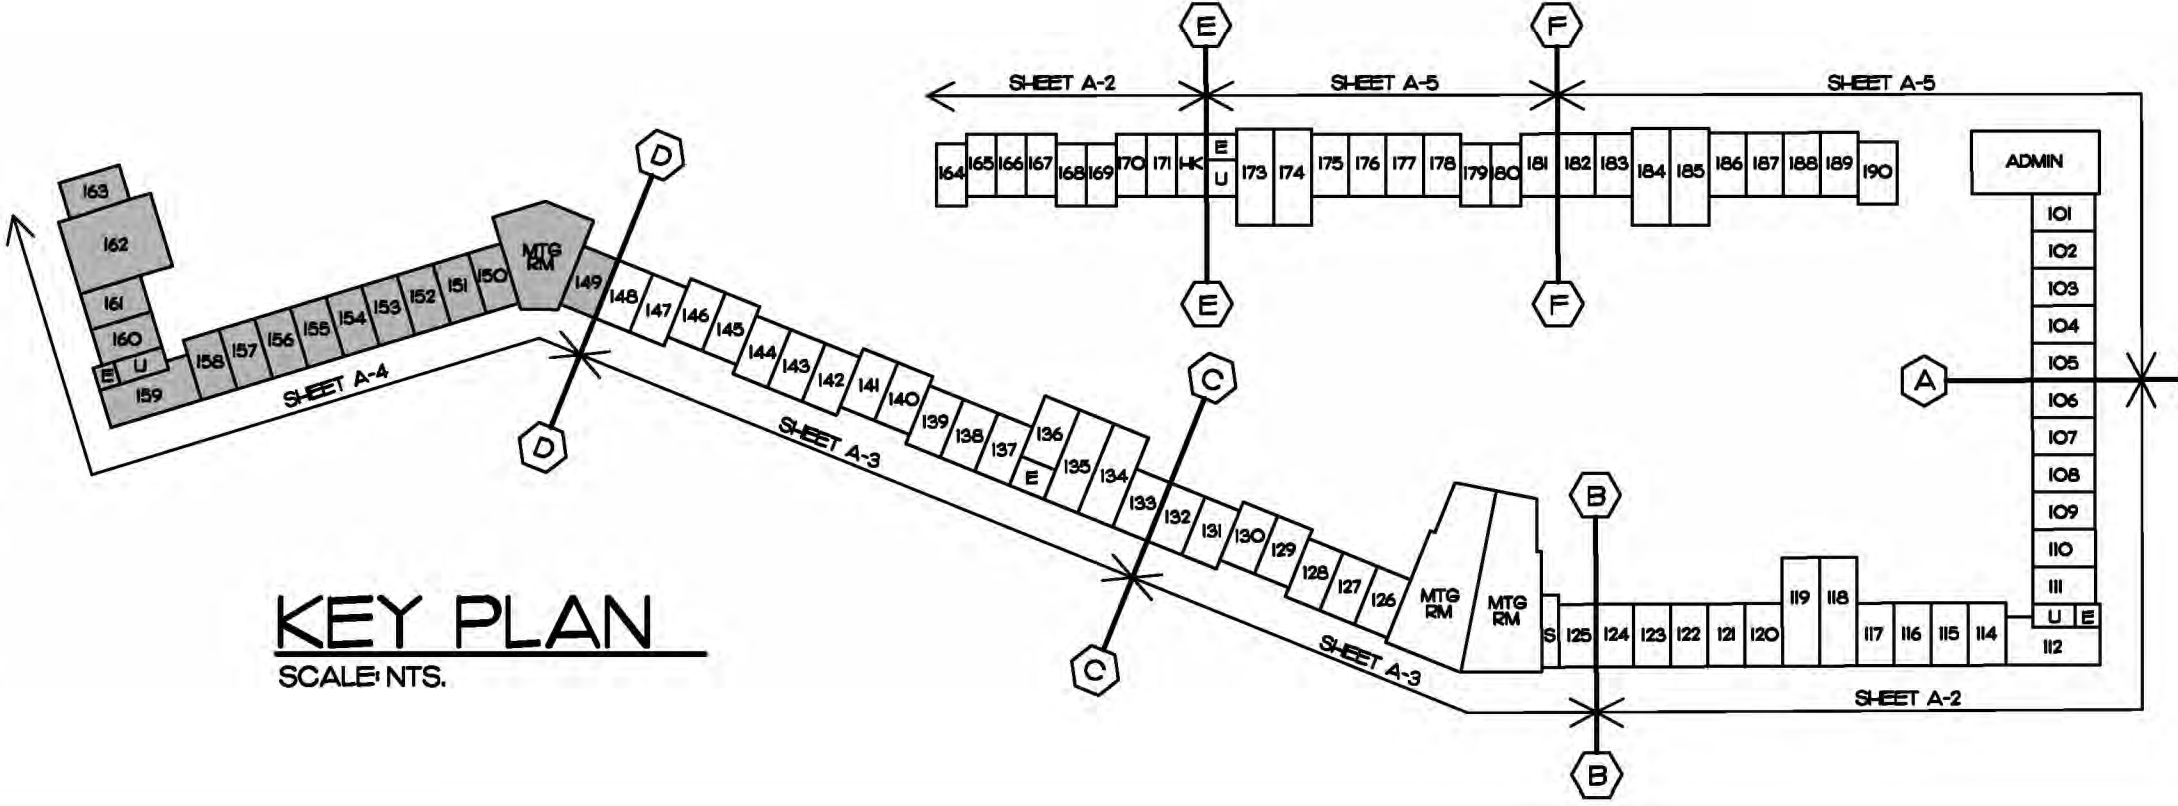 E
F
SHEET A-2
SHEET A-5
SHEET A-5
164
165
166
167
168
169
170
171
HK
E
U
173
174
175
176
177
178
179
180
181
182
183
184
185
186
187
188
189
190
E
F
ADMIN
101
102
103
104
105
A
106
107
108
109
110
111
U
E
112
D
163
162
161
160
E
U
159
158
157
156
155
154
153
152
151
150
MTG
RM
149
SHEET A-4
D
148
147
146
145
144
143
142
141
140
139
138
137
136
E
135
134
133
SHEET A-3
C
C
132
131
130
129
128
127
126
MTG
RM
MTG
RM
SHEET A-3
B
S
125
124
123
122
121
120
119
118
117
116
115
114
SHEET A-2
B
KEY PLAN
SCALE: NTS.